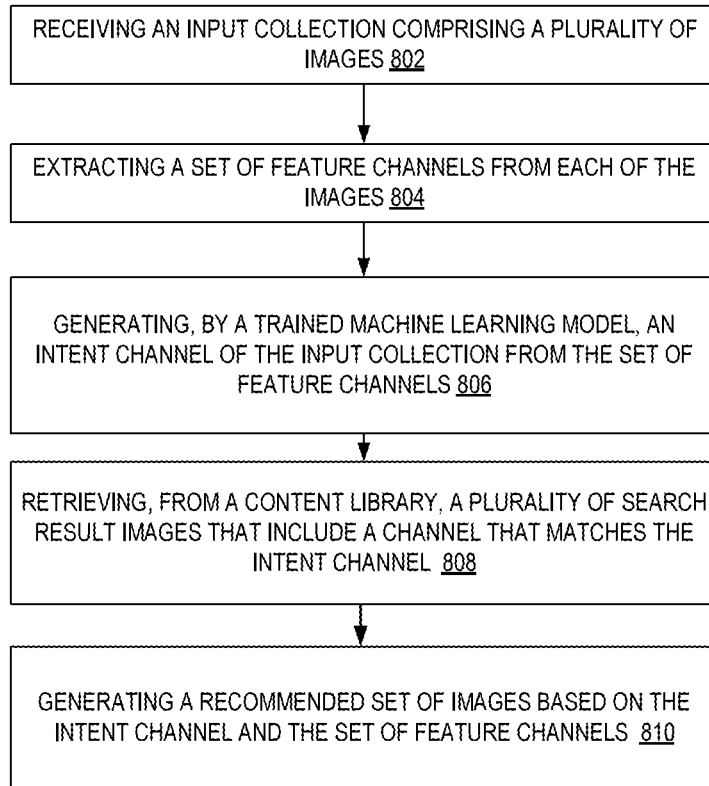 RECEIVING AN INPUT COLLECTION COMPRISING A PLURALITY OF
IMAGES 802
EXTRACTING A SET OF FEATURE CHANNELS FROM EACH OF THE
IMAGES 804
GENERATING, BY A TRAINED MACHINE LEARNING MODEL, AN
INTENT CHANNEL OF THE INPUT COLLECTION FROM THE SET OF
FEATURE CHANNELS 806
RETRIEVING, FROM A CONTENT LIBRARY, A PLURALITY OF SEARCH
RESULT IMAGES THAT INCLUDE A CHANNEL THAT MATCHES THE
INTENT CHANNEL 808
GENERATING A RECOMMENDED SET OF IMAGES BASED ON THE
INTENT CHANNEL AND THE SET OF FEATURE CHANNELS 810